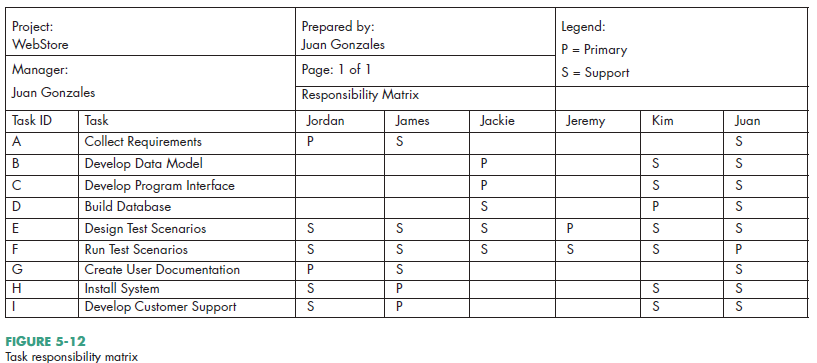 Project: Prepared by: Legend:
WebStore Juan Gonzales
P = Primary
Manager: Page: 1 of 1 S = Support
Juan Gonzales Responsibility Matrix
Task ID Task Jordan James Jackie Jeremy Kim Juan
A Collect Requirements P S S
B Develop Data Model P S S
C Develop Program Interface P S S
D Build Database S P S
E Design Test Scenarios S S S P S S
F Run Test Scenarios S S S S S P
G Create User Documentation P S S
H Install System S P S S
I Develop Customer Support S P S S
FIGURE 5-12
Task responsibility matrix